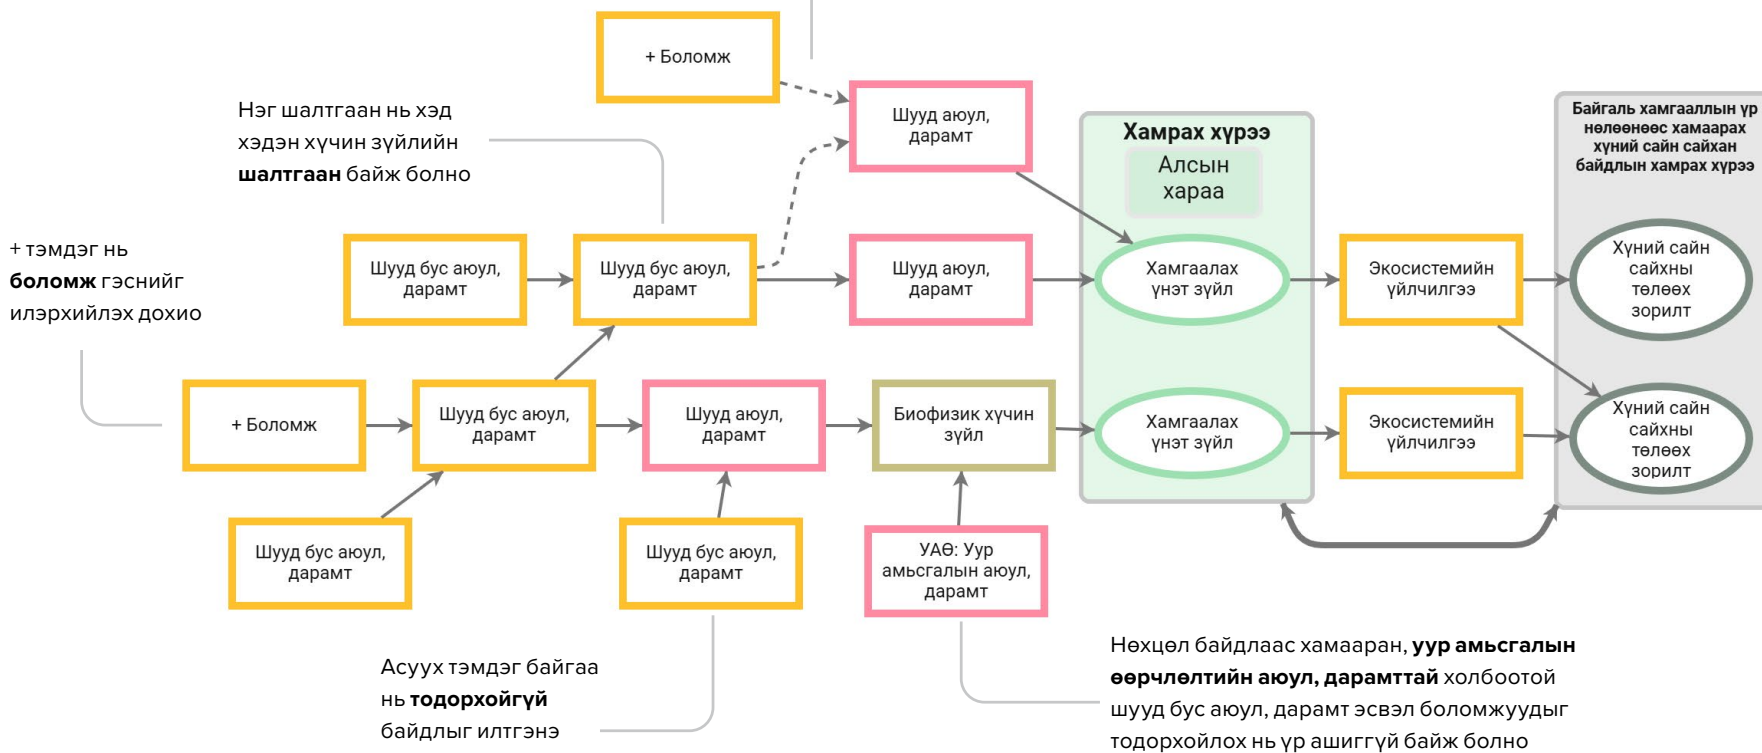 + Боломж
Нэг шалтгаан нь хэд
хэдэн хүчин зүйлийн
шалтгаан байж болно
Шууд аюул,
дарамт
Хамрах хүрээ
Алсын
хараа
Байгаль хамгааллын үр
нөлөөнөөс хамаарах
хүний сайн сайхан
байдлын хамрах хүрээ
+ тэмдэг нь
боломж гэснийг
илэрхийлэх дохио
Шууд бус аюул,
дарамт
Шууд бус аюул,
дарамт
Шууд аюул,
дарамт
Хамгаалах
үнэт зүйл
Экосистемийн
үйлчилгээ
Хүний сайн
сайхны
төлөөх
зорилт
+ Боломж
Шууд бус аюул,
дарамт
Шууд аюул,
дарамт
Биофизик хүчин
зүйл
Хамгаалах
үнэт зүйл
Экосистемийн
үйлчилгээ
Хүний сайн
сайхны
төлөөх
зорилт
Шууд бус аюул,
дарамт
Шууд бус аюул,
дарамт
УАӨ: Уур
амьсгалын аюул,
дарамт
Асуух тэмдэг байгаа
нь тодорхойгүй
байдлыг илтгэнэ
Нөхцөл байдлаас хамааран, уур амьсгалын
өөрчлөлтийн аюул, дарамттай холбоотой
шууд бус аюул, дарамт эсвэл боломжуудыг
тодорхойлох нь үр ашиггүй байж болно